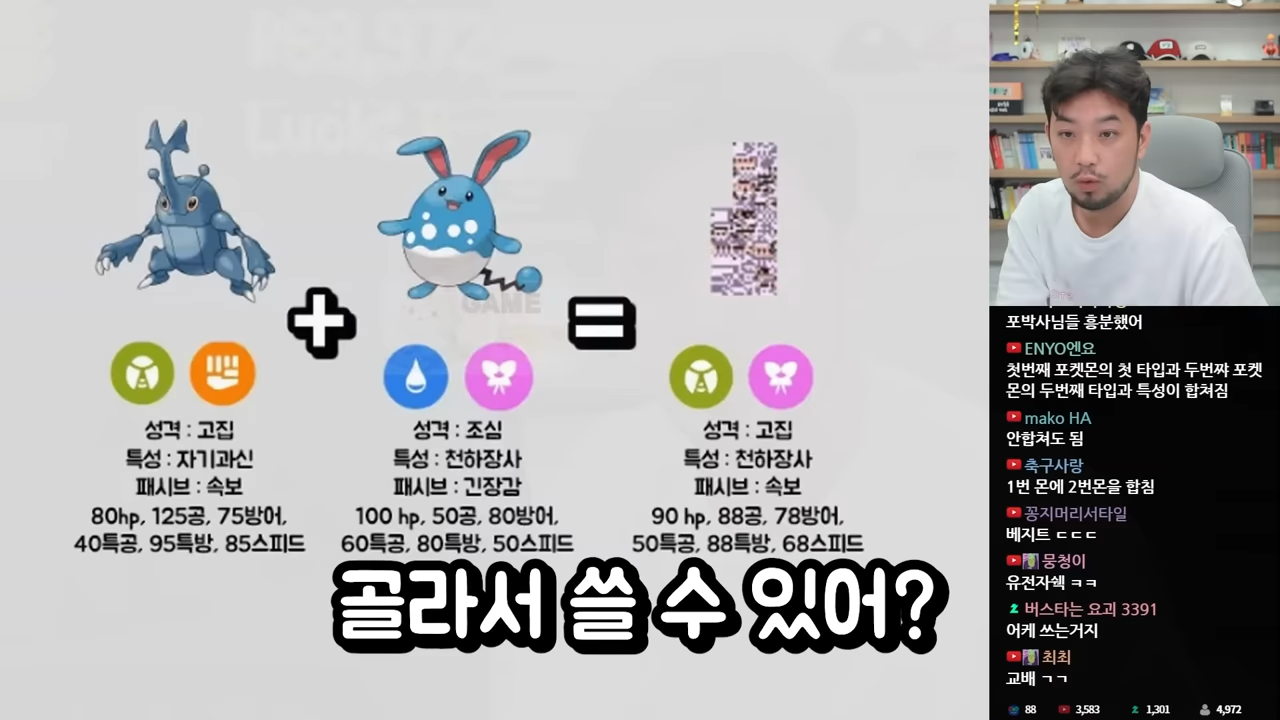 GAME
성격 : 고집
특성 : 자기과신
패시브 : 속보
80hp, 125공, 75방어,
40특공, 95특방, 85스피드
성격 : 조심
특성 : 천하장사
패시브 : 긴장감
100 hp, 50공, 80방어,
60특공, 80특방, 50스피드
성격 : 고집
특성 : 천하장사
패시브 : 속보
90 hp, 88공, 78방어,
50특공, 88특방, 68스피드
골라서 쓸 수 있어?
포박사님들 흥분했어
ENYO엔요
첫번째 포켓몬의 첫 타입과 두번쨔 포켓
몬의 두번째 타입과 특성이 합쳐짐
mako HA
안합쳐도 됨
축구사랑
1번 몬에 2번몬을 합침
꽁지머리서타일
베지트 ㄷㄷㄷ
뭉청이
유전자쉑 ㅋㅋ
버스타는 요괴 3391
어케 쓰는거지
최최
교배 ㄱㄱ
88 3,583 1,301 4,972